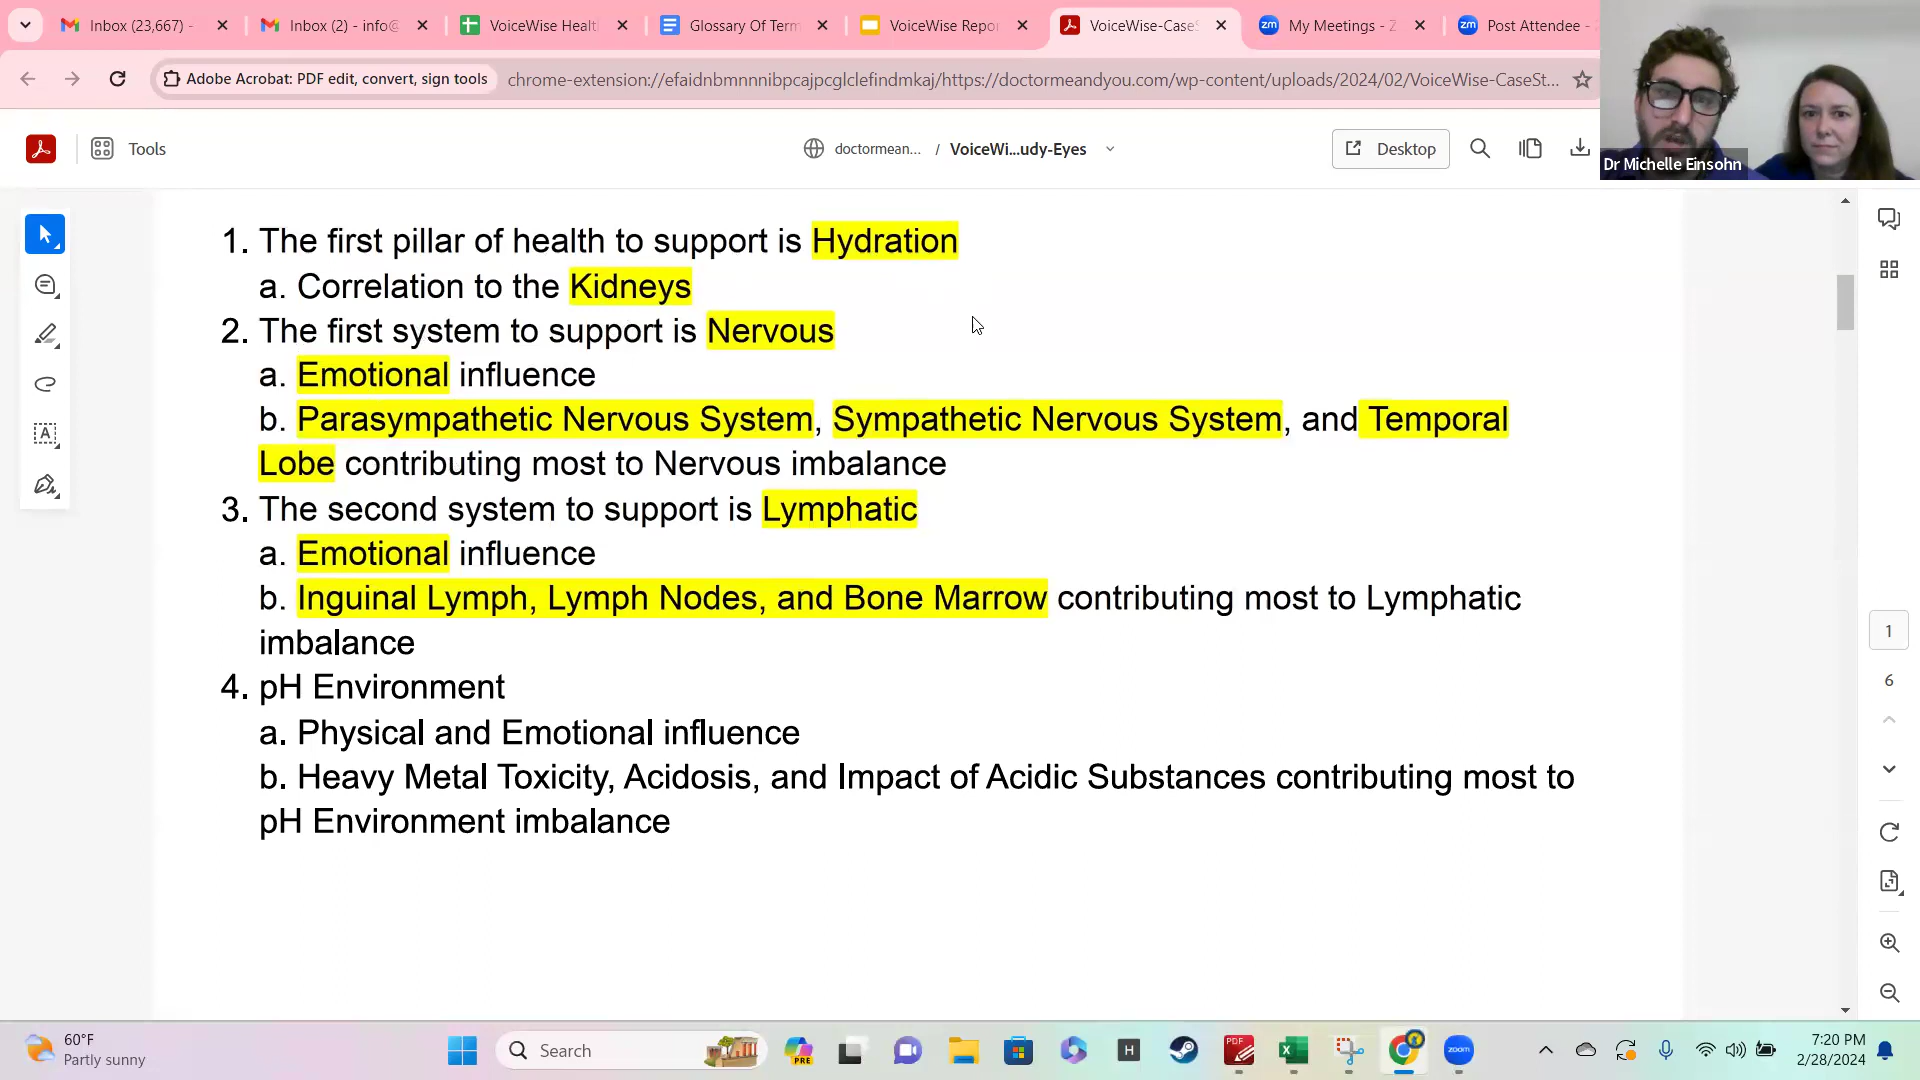 Inbox (23,667) -
Inbox (2) - info@
VoiceWise Healt
Glossary Of Term
VoiceWise Repor
VoiceWise-CaseS
My Meetings - Z
Post Attendee -
Adobe Acrobat: PDF edit, convert, sign tools
chrome-extension://efaidnbmnnnibpcajpcglclefindmkaj/https://doctormeandyou.com/wp-content/uploads/2024/02/VoiceWise-CaseSt...
Tools
doctormean... / VoiceWi...udy-Eyes
Desktop
Dr Michelle Einsohn
1. The first pillar of health to support is Hydration
a. Correlation to the Kidneys
2. The first system to support is Nervous
a. Emotional influence
b. Parasympathetic Nervous System, Sympathetic Nervous System, and Temporal
Lobe contributing most to Nervous imbalance
3. The second system to support is Lymphatic
a. Emotional influence
b. Inguinal Lymph, Lymph Nodes, and Bone Marrow contributing most to Lymphatic
imbalance
4. pH Environment
a. Physical and Emotional influence
b. Heavy Metal Toxicity, Acidosis, and Impact of Acidic Substances contributing most to
pH Environment imbalance
1
6
60°F
Partly sunny
Search
PRE
H
PDF
zoom
7:20 PM
2/28/2024